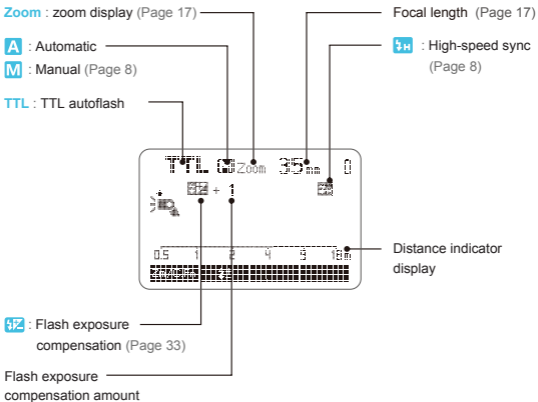 Zoom : zoom display (Page 17)
Focal length (Page 17)
A : Automatic
M : Manual (Page 8)
H : High-speed sync
(Page 8)
TTL : TTL autoflash
TTL M Zoom 35mm
+ 1
0.5 1 2 4 9 18m
Distance indicator
display
: Flash exposure
compensation (Page 33)
Flash exposure
compensation amount